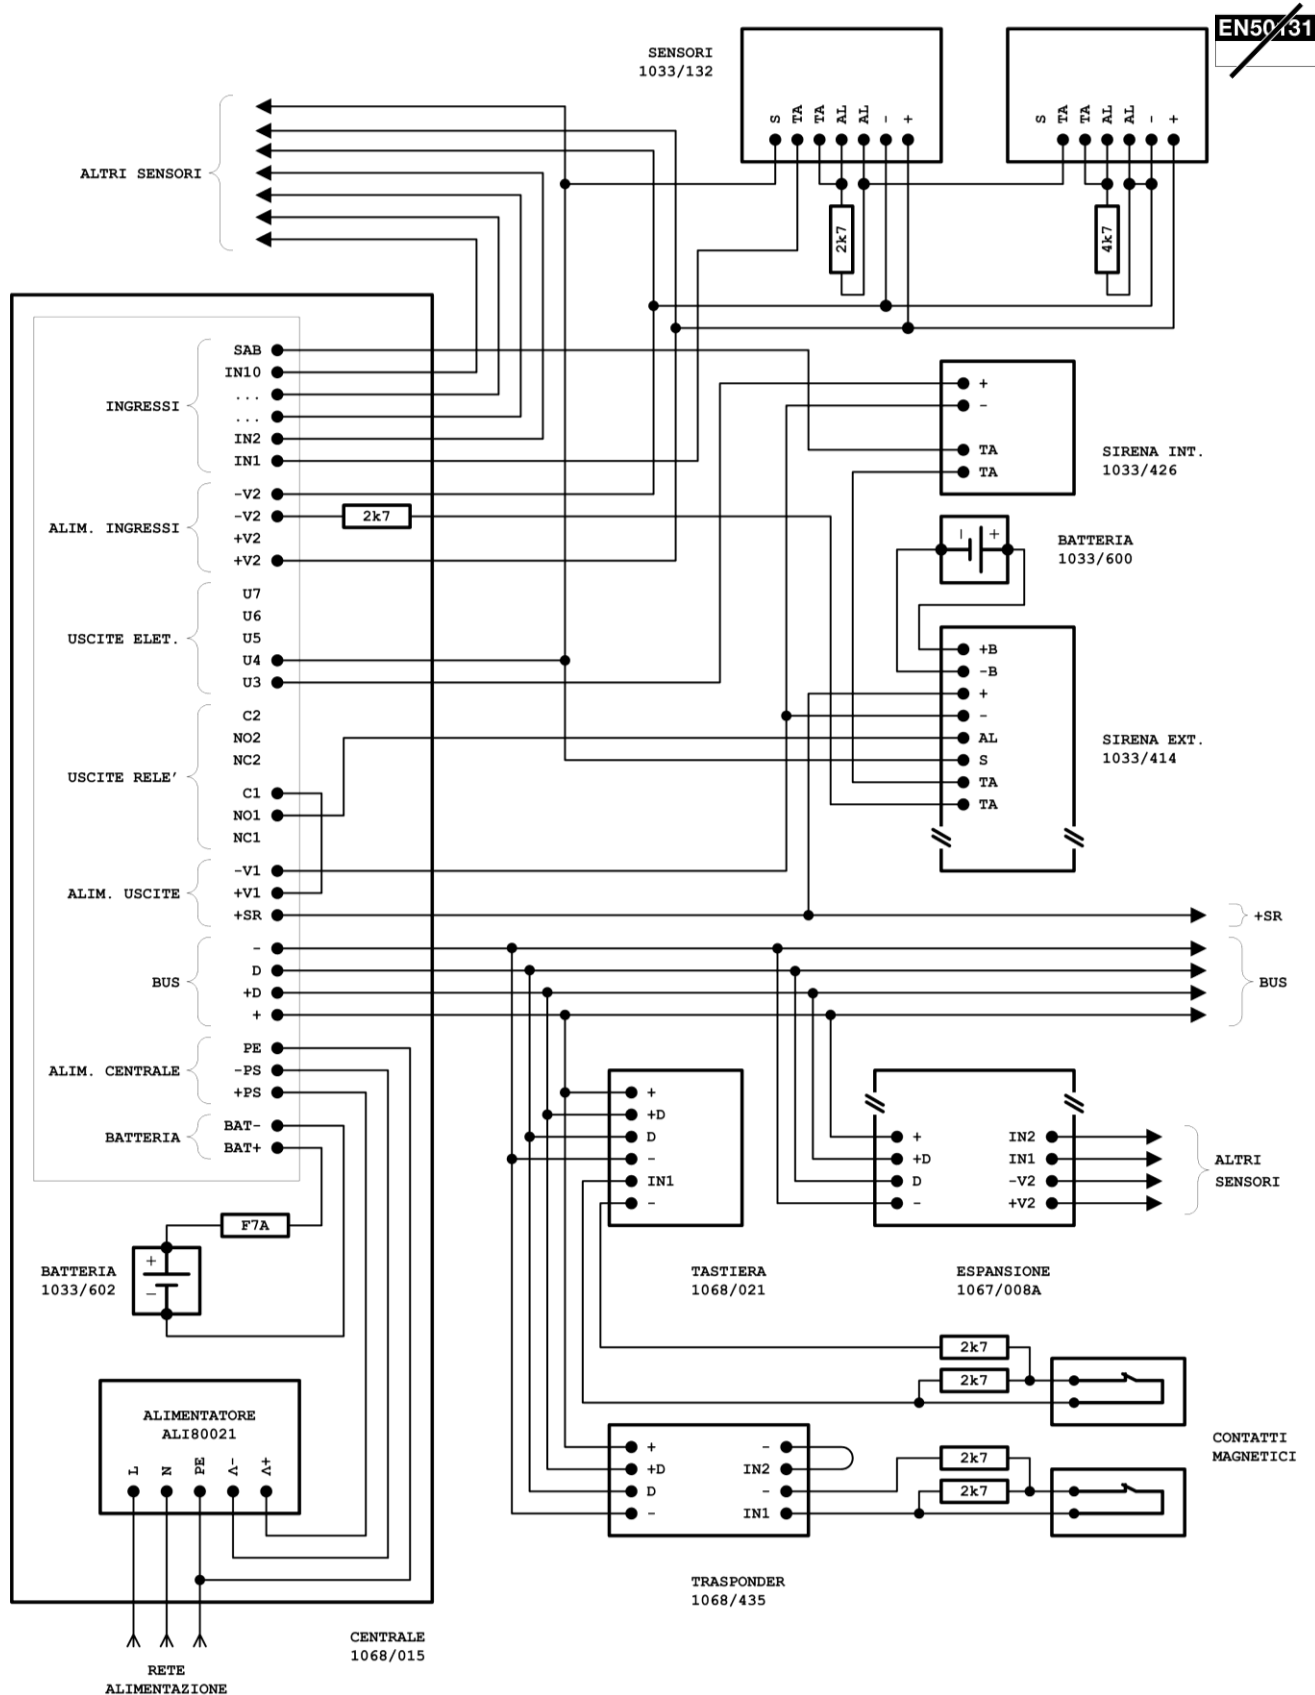 EN50131
SENSORI
1033/132
S TA TA AL AL - +
S TA TA AL AL - +
2k7
4k7
ALTRI SENSORI
INGRESSI
SAB
IN10
...
...
IN2
IN1
ALIM. INGRESSI
-V2
-V2
+V2
+V2
2k7
USCITE ELET.
U7
U6
U5
U4
U3
USCITE RELE'
C2
NO2
NC2
C1
NO1
NC1
ALIM. USCITE
-V1
+V1
+SR
BUS
-
D
+D
+
ALIM. CENTRALE
PE
-PS
+PS
BATTERIA
BAT-
BAT+
F7A
+
-
BATTERIA
1033/602
ALIMENTATORE
ALI80021
L N PE V- V+
CENTRALE
1068/015
RETE
ALIMENTAZIONE
+
-
TA
TA
SIRENA INT.
1033/426
- +
BATTERIA
1033/600
+B
-B
+
-
AL
S
TA
TA
SIRENA EXT.
1033/414
+SR
BUS
+
+D
D
-
IN1
-
TASTIERA
1068/021
+
+D
D
-
IN2
IN1
-V2
+V2
ALTRI
SENSORI
ESPANSIONE
1067/008A
2k7
2k7
+
+D
D
-
-
IN2
-
IN1
2k7
2k7
CONTATTI
MAGNETICI
TRASPONDER
1068/435